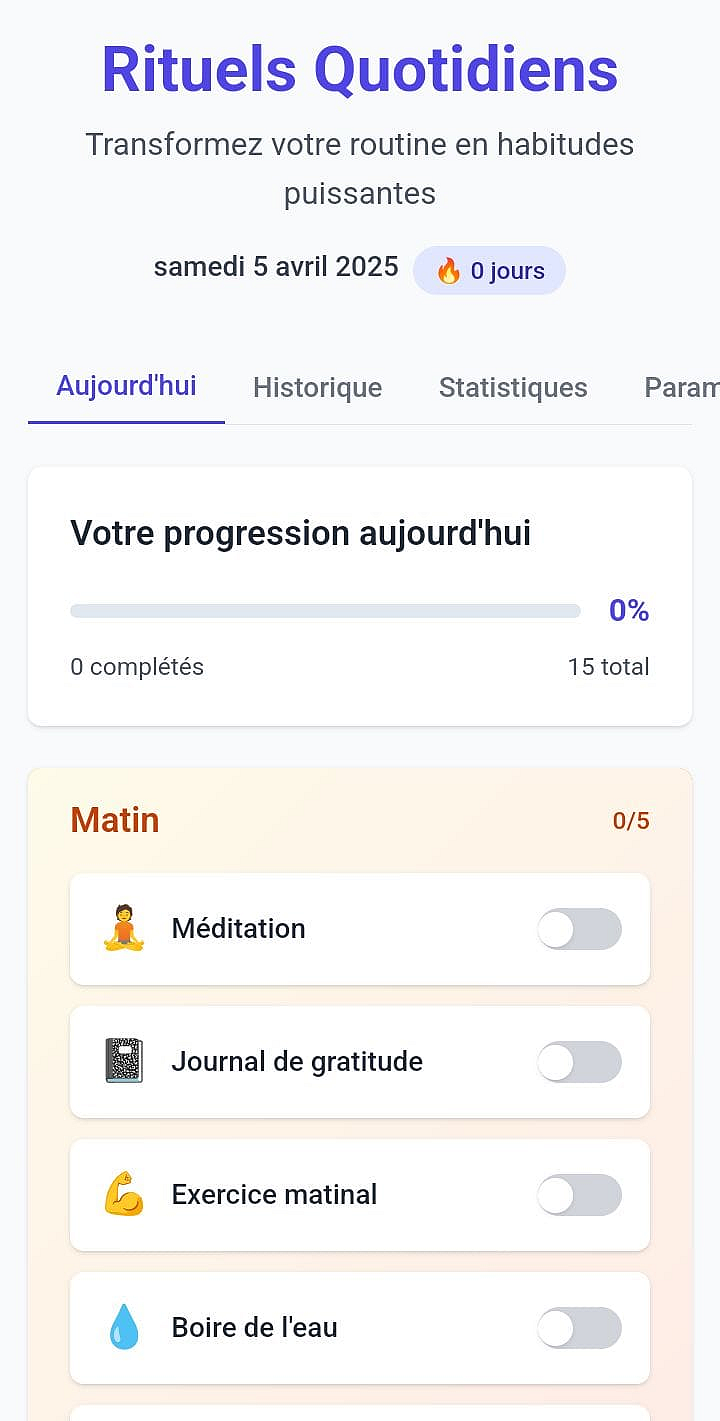 Rituels Quotidiens
Transformez votre routine en habitudes
puissantes
samedi 5 avril 2025 🔥 0 jours
Aujourd'hui Historique Statistiques Param
Votre progression aujourd'hui
0%
0 complétés 15 total
Matin 0/5
Méditation
Journal de gratitude
Exercice matinal
Boire de l'eau